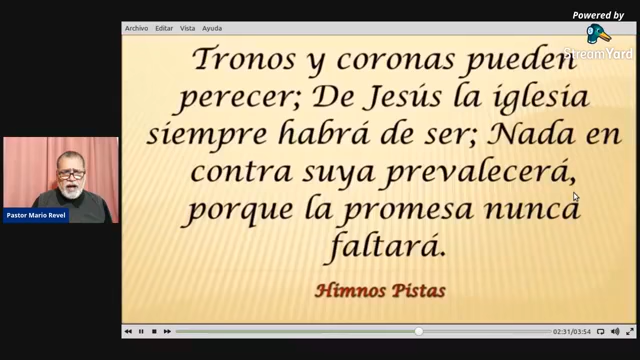 Powered by
StreamYard
Archivo Editar Vista Ayuda
Tronos y coronas pueden
perecer; De Jesús la iglesia
siempre habrá de ser; Nada en
contra suya prevalecerá,
porque la promesa nunca
faltará.
Himnos Pistas
Pastor Mario Revel
02:31/03:54